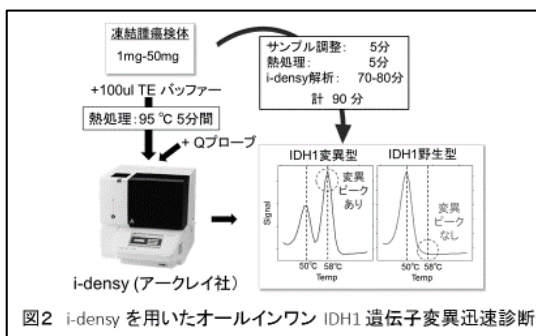 凍結腫瘍検体
1mg-50mg
+100ul TE バッファー
熱処理:95 ℃ 5分間
+ Qプローブ
i-densy (アークレイ社)
サンプル調整: 5分
熱処理: 5分
i-densy解析: 70-80分
計 90 分
IDH1変異型
変異
ピーク
あり
Signal
50℃ 58℃
Temp
IDH1野生型
変異
ピーク
なし
50℃ 58℃
Temp
図2 i-densy を用いたオールインワン IDH1 遺伝子変異迅速診断